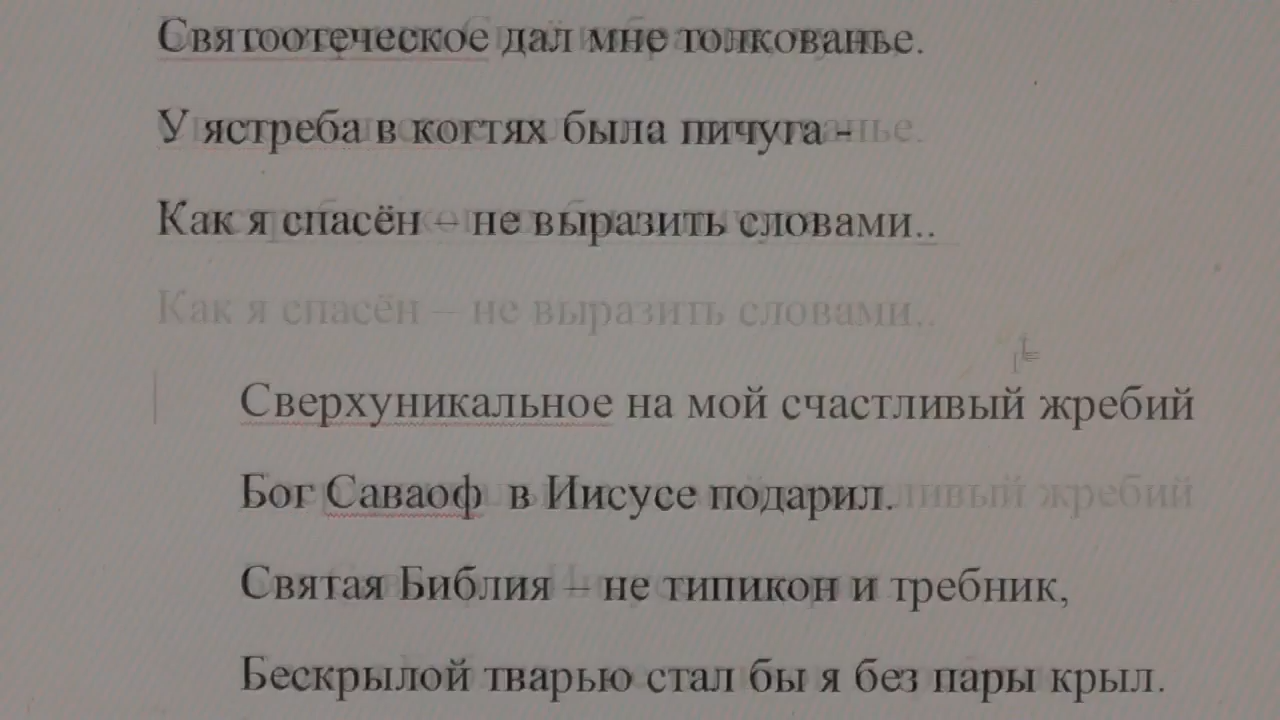 Святоотеческое дал мне толкованье.
У ястреба в когтях была пичуга -
Как я спасён – не выразить словами..
Как я спасён – не выразить словами..
Сверхуникальное на мой счастливый жребий
Бог Саваоф в Иисусе подарил.
Святая Библия – не типикон и требник,
Бескрылой тварью стал бы я без пары крыл.